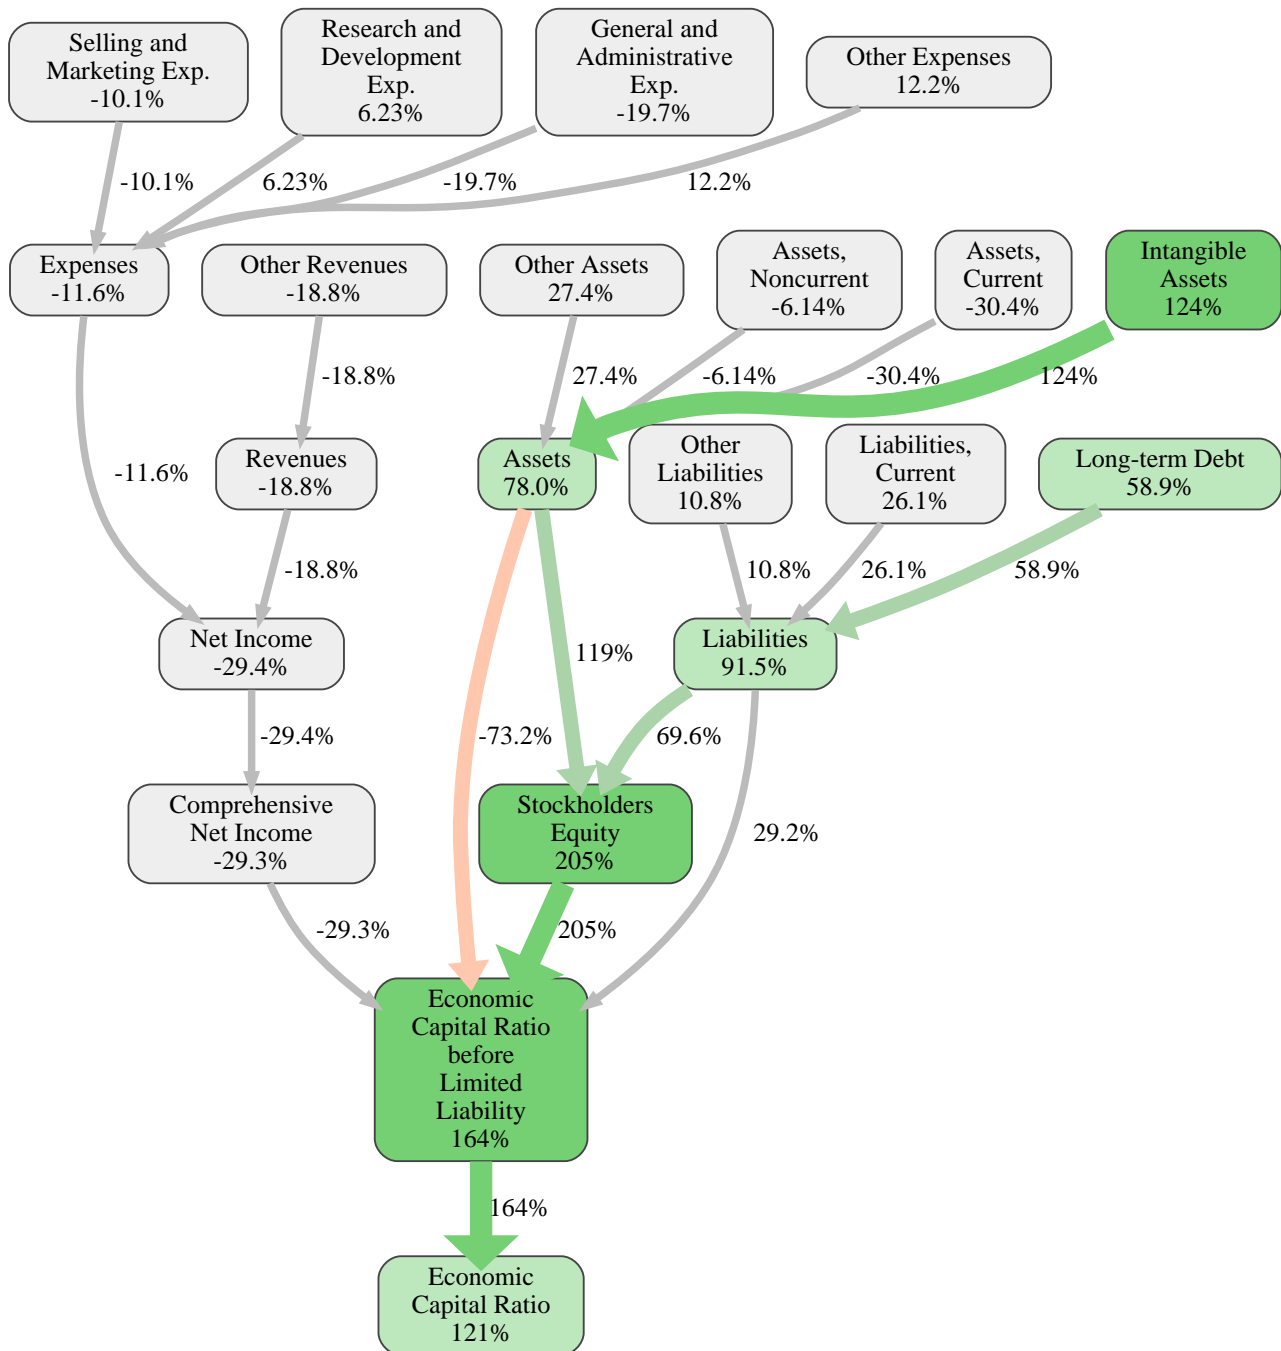 Selling and
Marketing Exp.
-10.1%
Research and
Development
Exp.
6.23%
General and
Administrative
Exp.
-19.7%
Other Expenses
12.2%
-10.1%
6.23%
-19.7%
12.2%
Expenses
-11.6%
Other Revenues
-18.8%
Other Assets
27.4%
Assets,
Noncurrent
-6.14%
Assets,
Current
-30.4%
Intangible
Assets
124%
-18.8%
27.4%
-6.14%
-30.4%
124%
-11.6%
Revenues
-18.8%
Assets
78.0%
Other
Liabilities
10.8%
Liabilities,
Current
26.1%
Long-term Debt
58.9%
-18.8%
10.8%
26.1%
58.9%
Net Income
-29.4%
119%
Liabilities
91.5%
-29.4%
-73.2%
69.6%
Comprehensive
Net Income
-29.3%
Stockholders
Equity
205%
29.2%
-29.3%
205%
Economic
Capital Ratio
before
Limited
Liability
164%
164%
Economic
Capital Ratio
121%